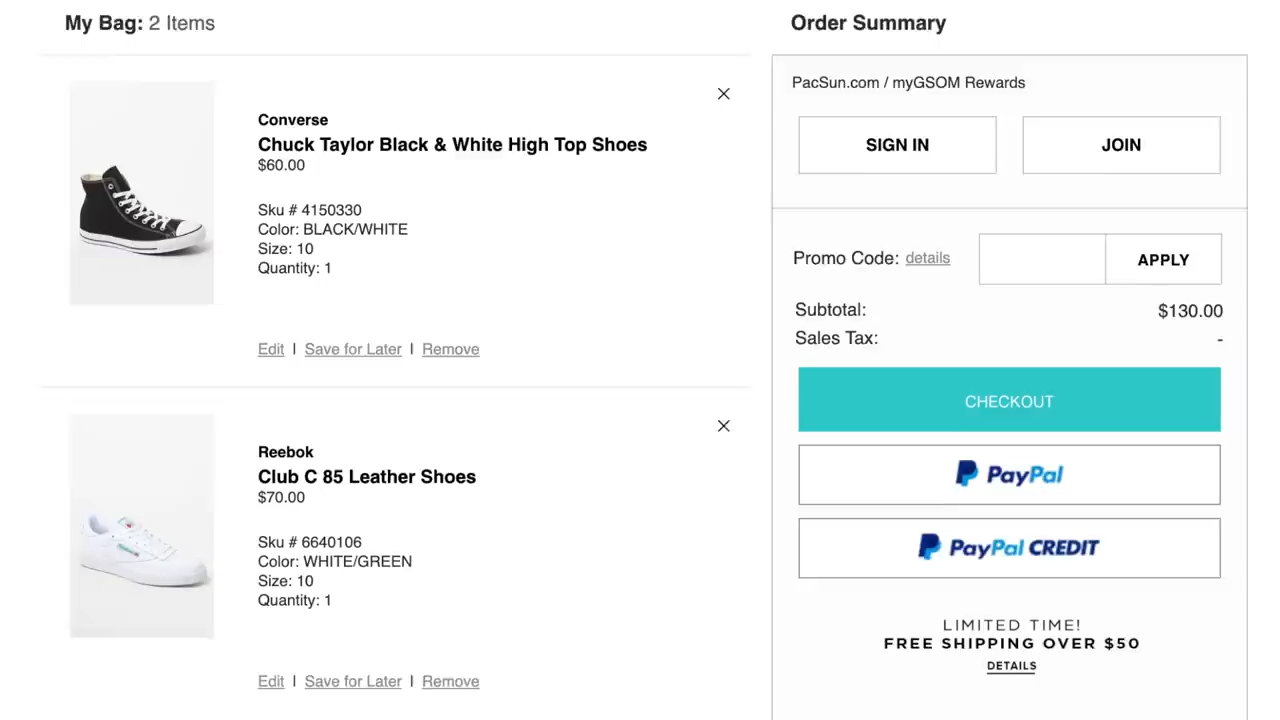 My Bag: 2 Items
Converse
Chuck Taylor Black & White High Top Shoes
$60.00
Sku # 4150330
Color: BLACK/WHITE
Size: 10
Quantity: 1
Edit | Save for Later | Remove
Reebok
Club C 85 Leather Shoes
$70.00
Sku # 6640106
Color: WHITE/GREEN
Size: 10
Quantity: 1
Edit | Save for Later | Remove
Order Summary
PacSun.com / myGSOM Rewards
SIGN IN JOIN
Promo Code: details APPLY
Subtotal: $130.00
Sales Tax: -
CHECKOUT
PayPal
PayPal CREDIT
LIMITED TIME!
FREE SHIPPING OVER $50
DETAILS